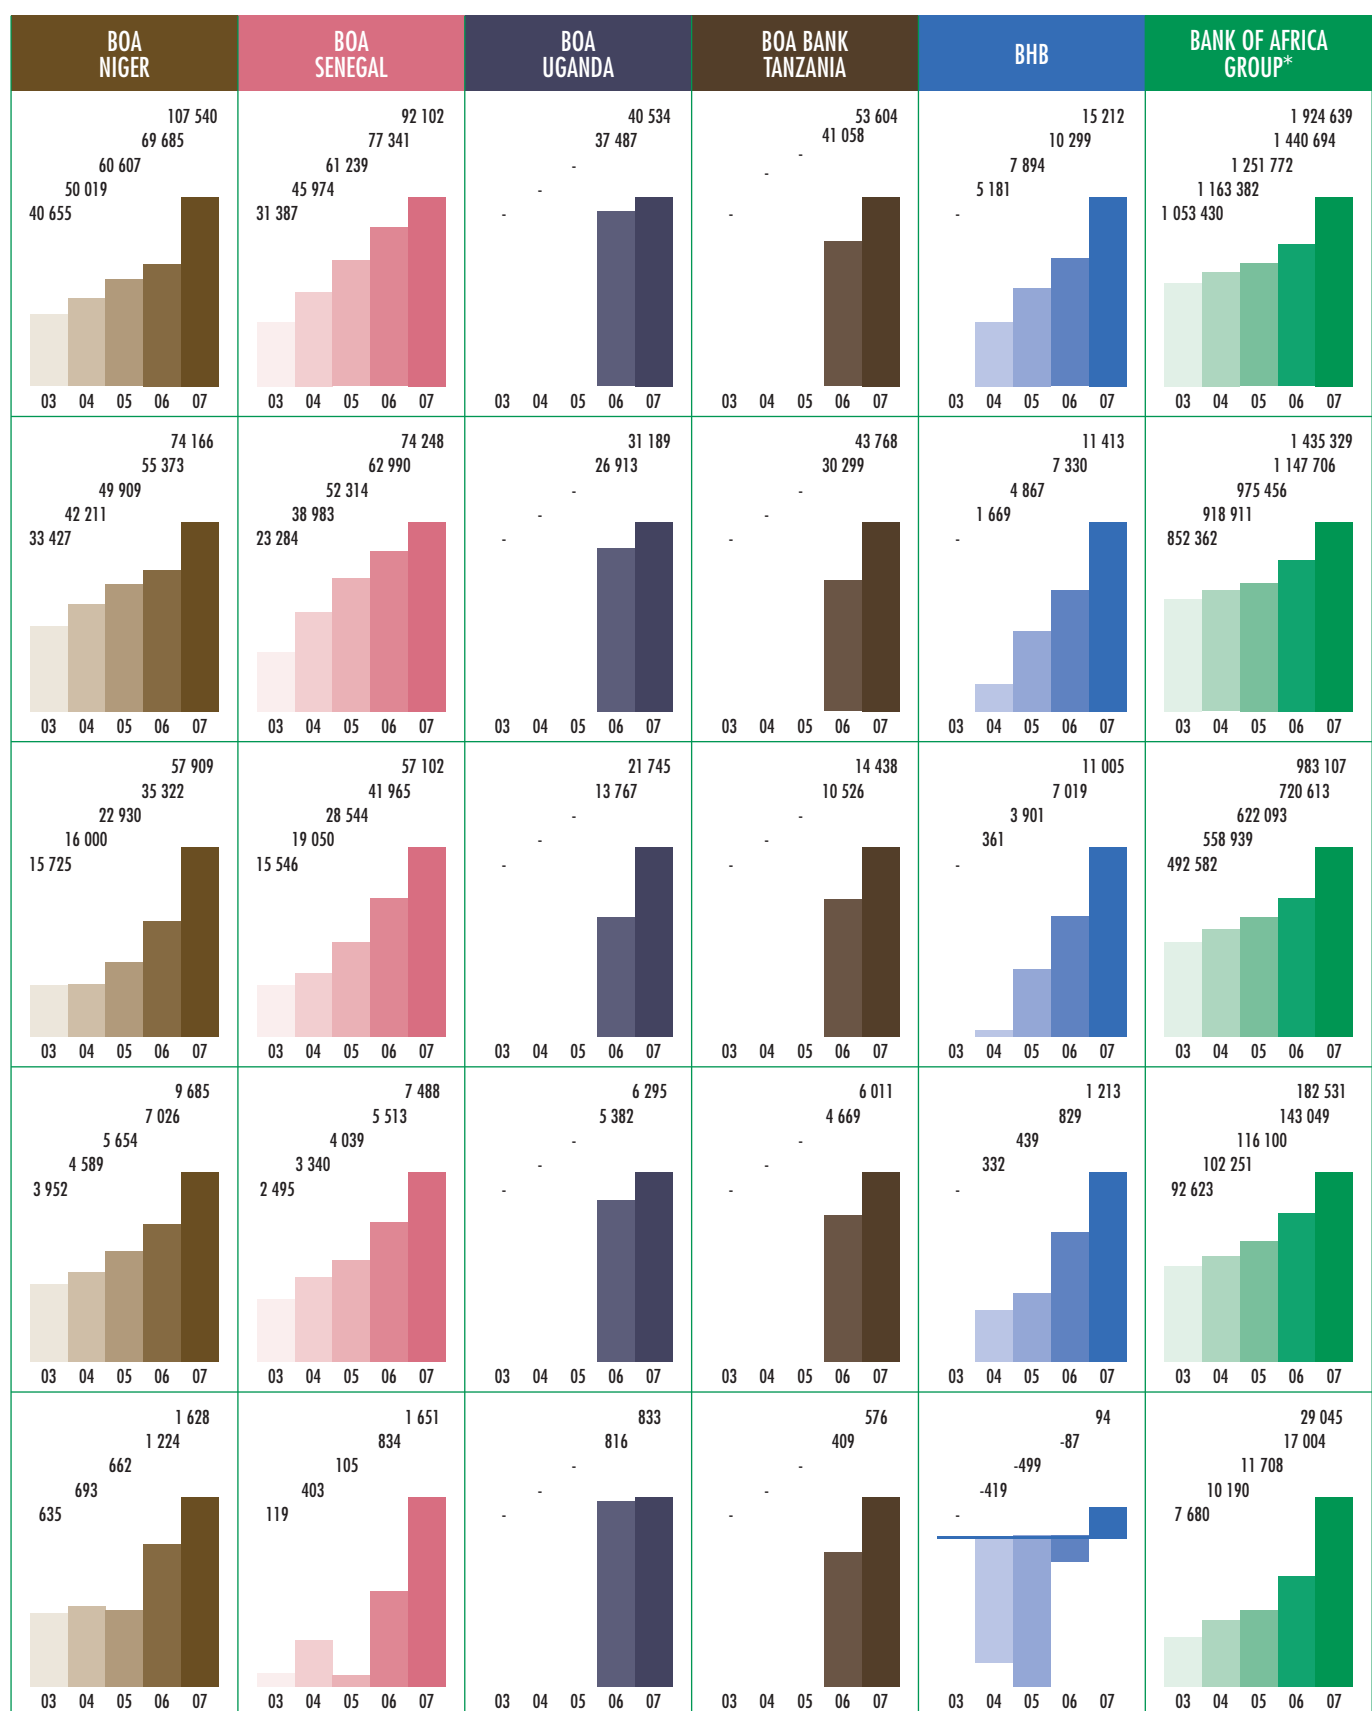 BOA
NIGER
BOA
SENEGAL
BOA
UGANDA
BOA BANK
TANZANIA
BHB
BANK OF AFRICA
GROUP*
107 540
69 685
60 607
50 019
40 655
03 04 05 06 07
92 102
77 341
61 239
45 974
31 387
03 04 05 06 07
40 534
37 487
-
-
-
03 04 05 06 07
53 604
41 058
-
-
-
03 04 05 06 07
15 212
10 299
7 894
5 181
-
03 04 05 06 07
1 924 639
1 440 694
1 251 772
1 163 382
1 053 430
03 04 05 06 07
74 166
55 373
49 909
42 211
33 427
03 04 05 06 07
74 248
62 990
52 314
38 983
23 284
03 04 05 06 07
31 189
26 913
-
-
-
03 04 05 06 07
43 768
30 299
-
-
-
03 04 05 06 07
11 413
7 330
4 867
1 669
-
03 04 05 06 07
1 435 329
1 147 706
975 456
918 911
852 362
03 04 05 06 07
57 909
35 322
22 930
16 000
15 725
03 04 05 06 07
57 102
41 965
28 544
19 050
15 546
03 04 05 06 07
21 745
13 767
-
-
-
03 04 05 06 07
14 438
10 526
-
-
-
03 04 05 06 07
11 005
7 019
3 901
361
-
03 04 05 06 07
983 107
720 613
622 093
558 939
492 582
03 04 05 06 07
9 685
7 026
5 654
4 589
3 952
03 04 05 06 07
7 488
5 513
4 039
3 340
2 495
03 04 05 06 07
6 295
5 382
-
-
-
03 04 05 06 07
6 011
4 669
-
-
-
03 04 05 06 07
1 213
829
439
332
-
03 04 05 06 07
182 531
143 049
116 100
102 251
92 623
03 04 05 06 07
1 628
1 224
662
693
635
03 04 05 06 07
1 651
834
105
403
119
03 04 05 06 07
833
816
-
-
-
03 04 05 06 07
576
409
-
-
-
03 04 05 06 07
94
-87
-499
-419
-
03 04 05 06 07
29 045
17 004
11 708
10 190
7 680
03 04 05 06 07